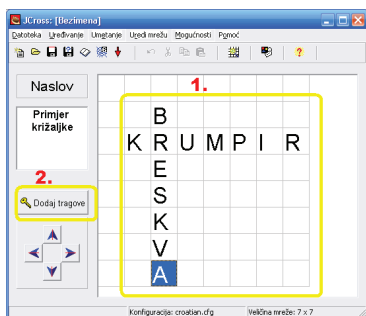 JCross: [Bezimena]
Datoteka Uređivanje Umetanje Uredi mrežu Mogućnosti Pomoć
Naslov
Primjer
križaljke
1.
B
K R U M P I R
E
S
K
V
A
2.
Dodaj tragove
Konfiguracija: croatian.cfg Veličina mreže: 7 x 7